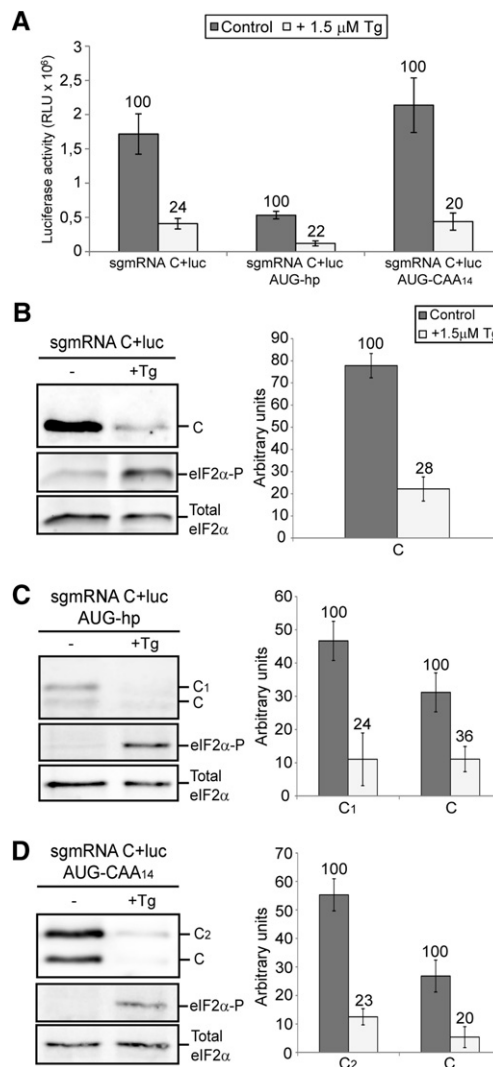 A
Control + 1.5 µM Tg
Luciferase activity (RLU x 10⁶)
2,5
2
1,5
1
0,5
0
100
24
100
22
100
20
sgmRNA C+luc
sgmRNA C+luc
AUG-hp
sgmRNA C+luc
AUG-CAA14
B
sgmRNA C+luc
- +Tg
C
eIF2α-P
Total
eIF2α
Control
+1.5µM Tg
Arbitrary units
90
80
70
60
50
40
30
20
10
0
100
28
C
C
sgmRNA C+luc
AUG-hp
- +Tg
C1
C
eIF2α-P
Total
eIF2α
Arbitrary units
60
50
40
30
20
10
0
100
24
100
36
C1 C
D
sgmRNA C+luc
AUG-CAA14
- +Tg
C2
C
eIF2α-P
Total
eIF2α
Arbitrary units
70
60
50
40
30
20
10
0
100
23
100
20
C2 C